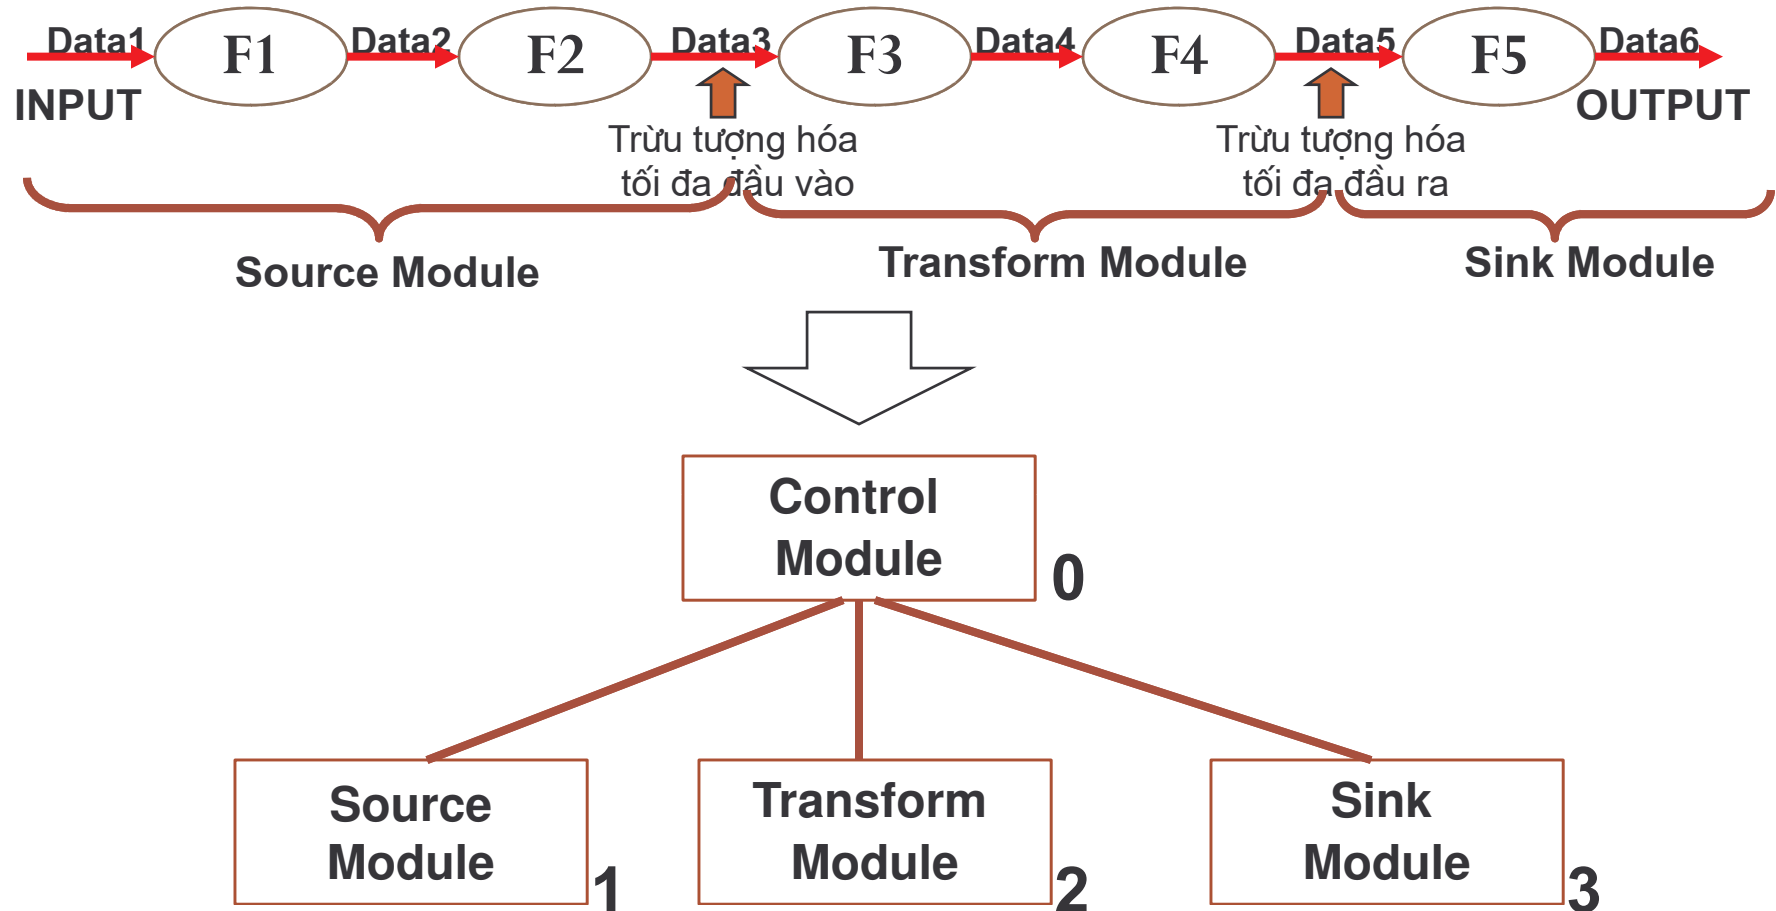 Data1 F1 Data2 F2 Data3 F3 Data4 F4 Data5 F5 Data6
INPUT OUTPUT
Trừu tượng hóa
tối đa đầu vào
Trừu tượng hóa
tối đa đầu ra
Source Module Transform Module Sink Module
Control
Module
0
Source
Module
1
Transform
Module
2
Sink
Module
3